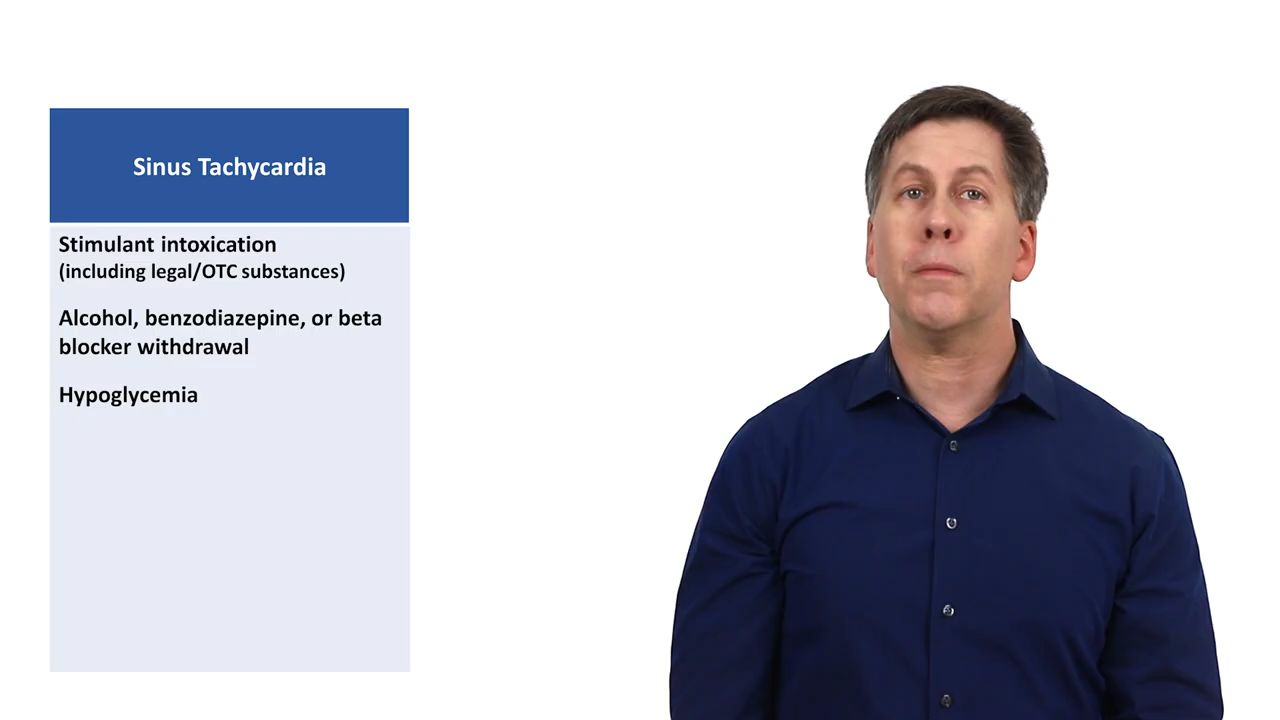 Sinus Tachycardia
Stimulant intoxication
(including legal/OTC substances)
Alcohol, benzodiazepine, or beta
blocker withdrawal
Hypoglycemia